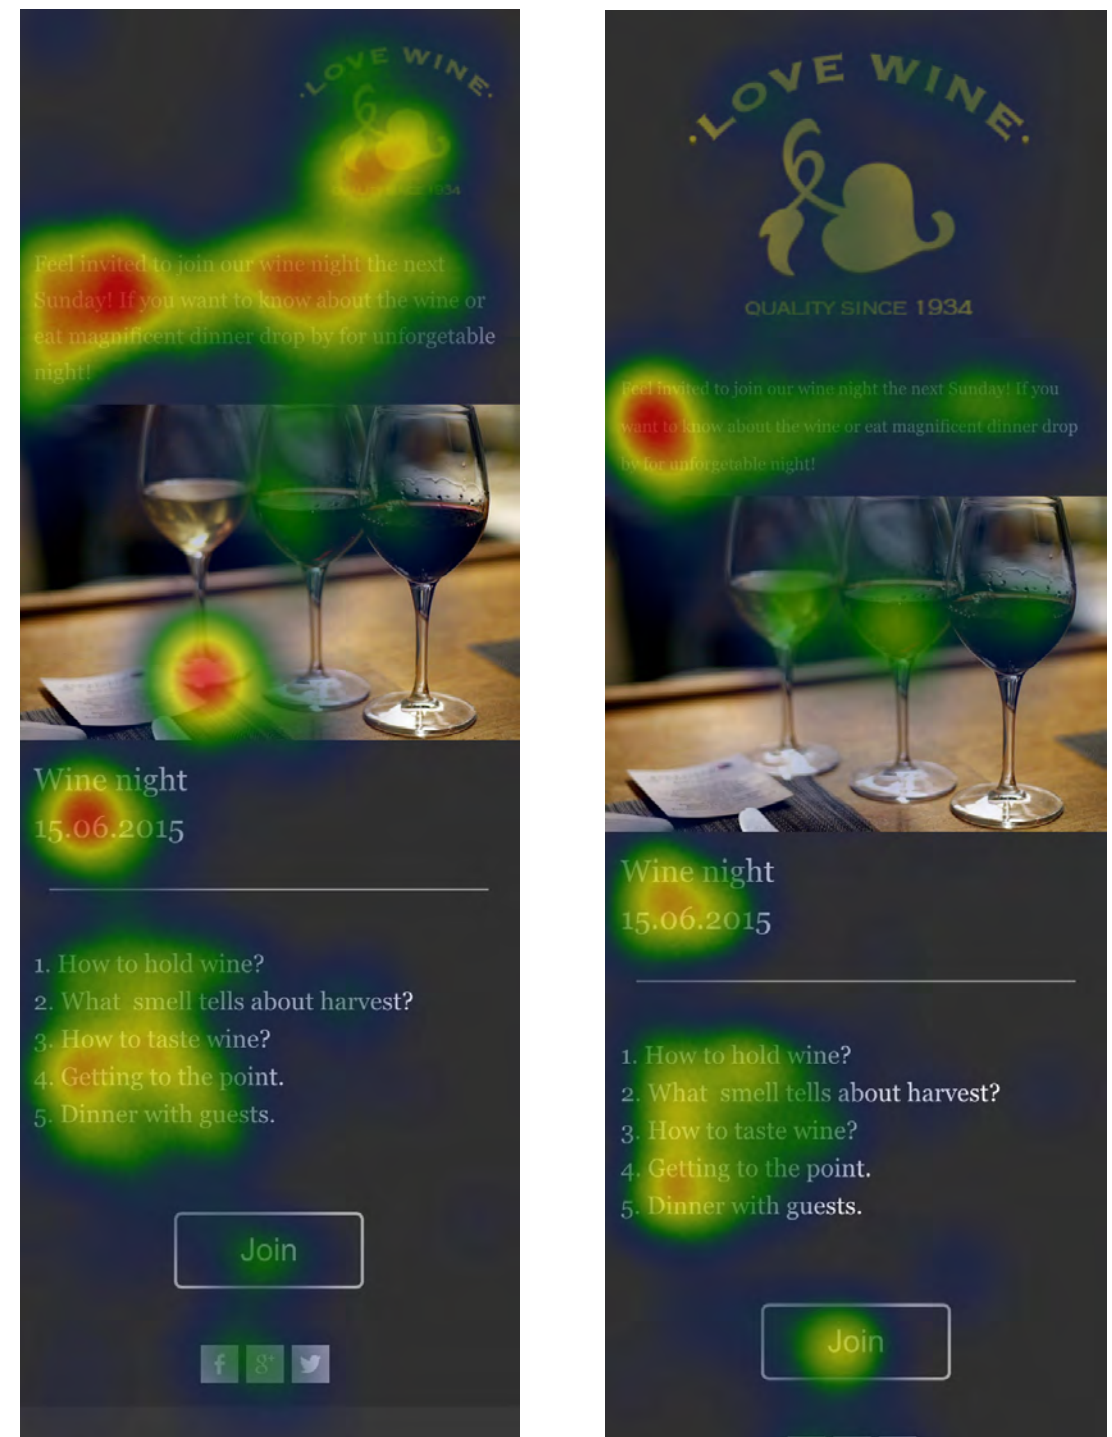 ·LOVE WINE·
QUALITY SINCE 1934
Feel invited to join our wine night the next
Sunday! If you want to know about the wine or
eat magnificent dinner drop by for unforgetable
night!
Wine night
15.06.2015
1. How to hold wine?
2. What smell tells about harvest?
3. How to taste wine?
4. Getting to the point.
5. Dinner with guests.
Join
f g+
·LOVE WINE·
QUALITY SINCE 1934
Feel invited to join our wine night the next Sunday! If you
want to know about the wine or eat magnificent dinner drop
by for unforgetable night!
Wine night
15.06.2015
1. How to hold wine?
2. What smell tells about harvest?
3. How to taste wine?
4. Getting to the point.
5. Dinner with guests.
Join